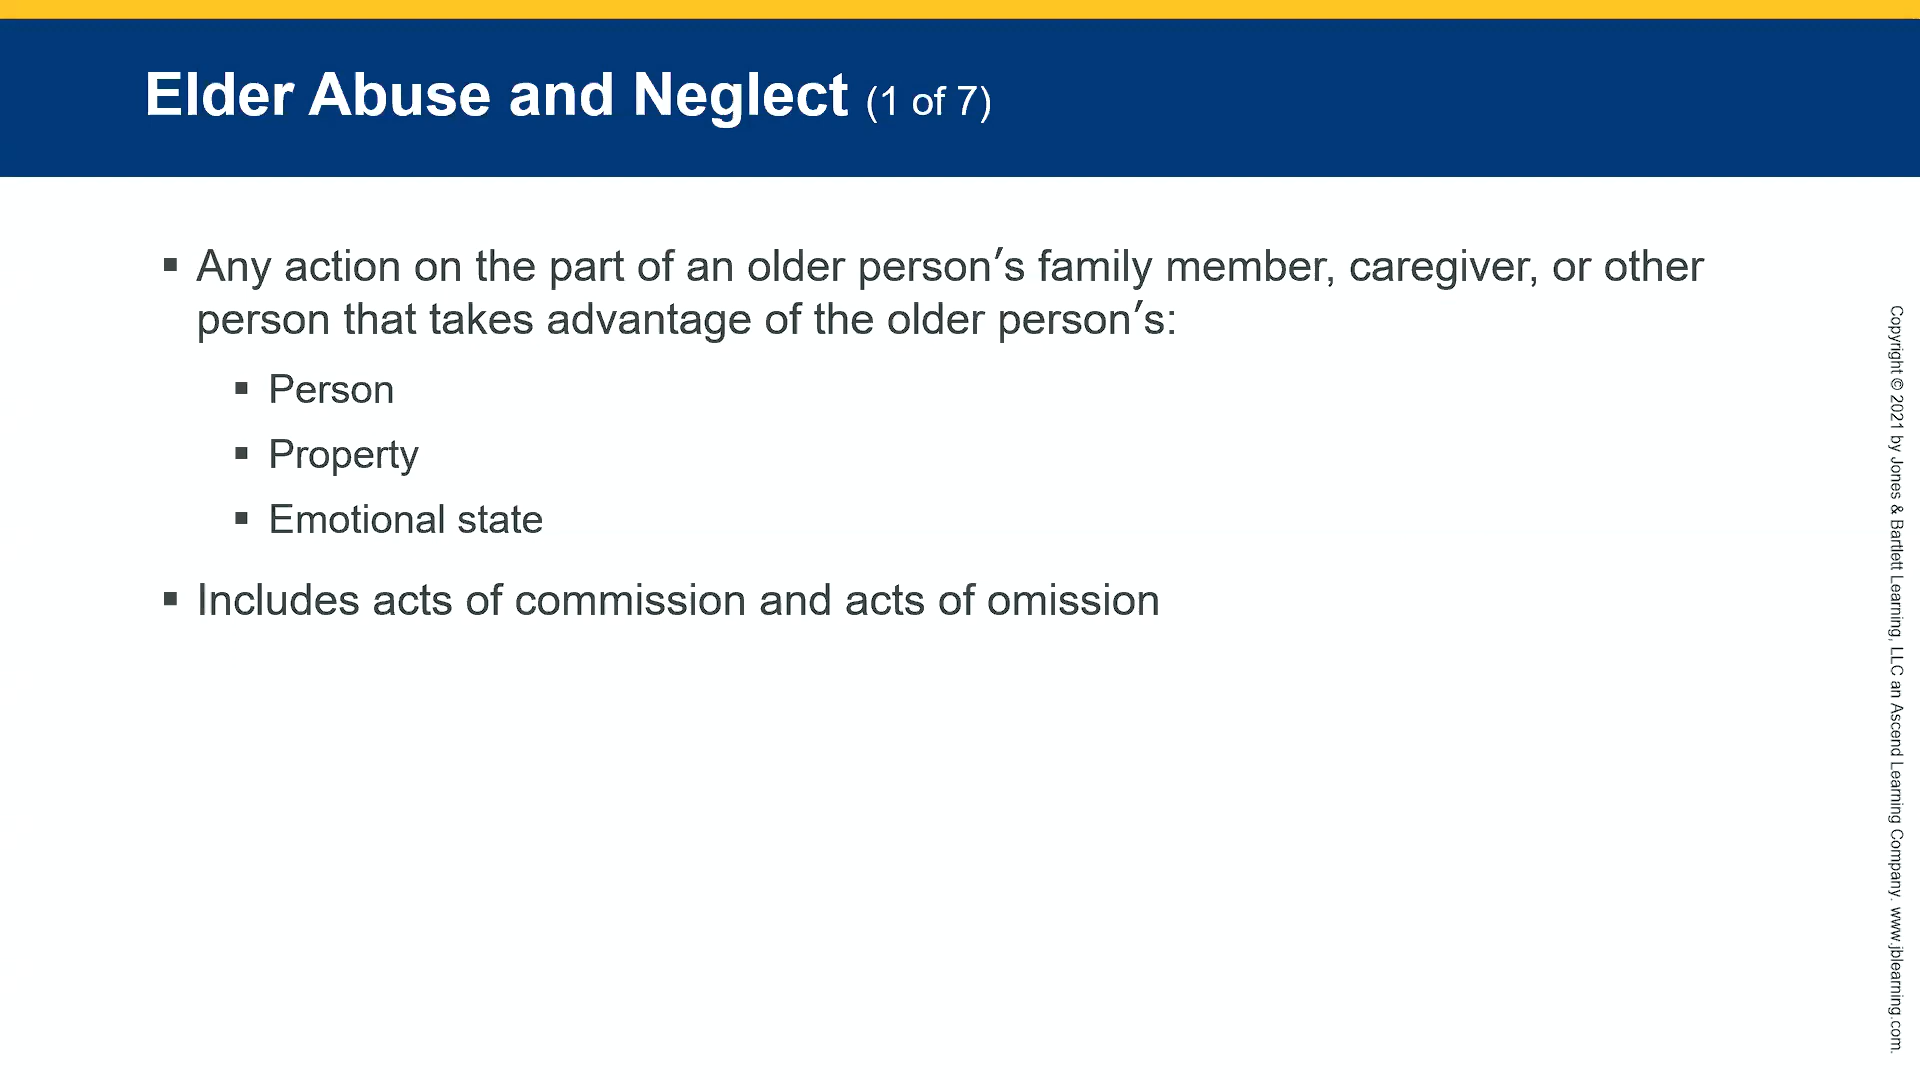 Elder Abuse and Neglect (1 of 7)
▪ Any action on the part of an older person’s family member, caregiver, or other
person that takes advantage of the older person’s:
▪ Person
▪ Property
▪ Emotional state
▪ Includes acts of commission and acts of omission
Copyright © 2021 by Jones & Bartlett Learning, LLC an Ascend Learning Company. www.jblearning.com.